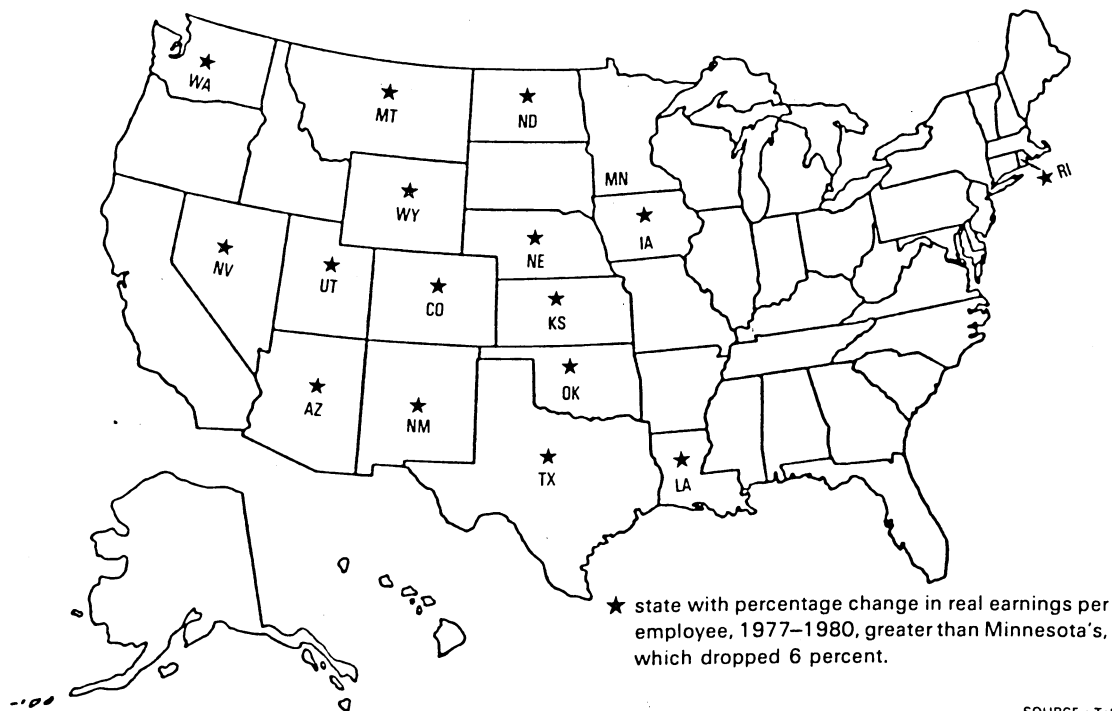 WA
MT
ND
MN
RI
WY
IA
NV
NE
UT
CO
KS
OK
AZ
NM
TX
LA
★ state with percentage change in real earnings per
employee, 1977–1980, greater than Minnesota's,
which dropped 6 percent.